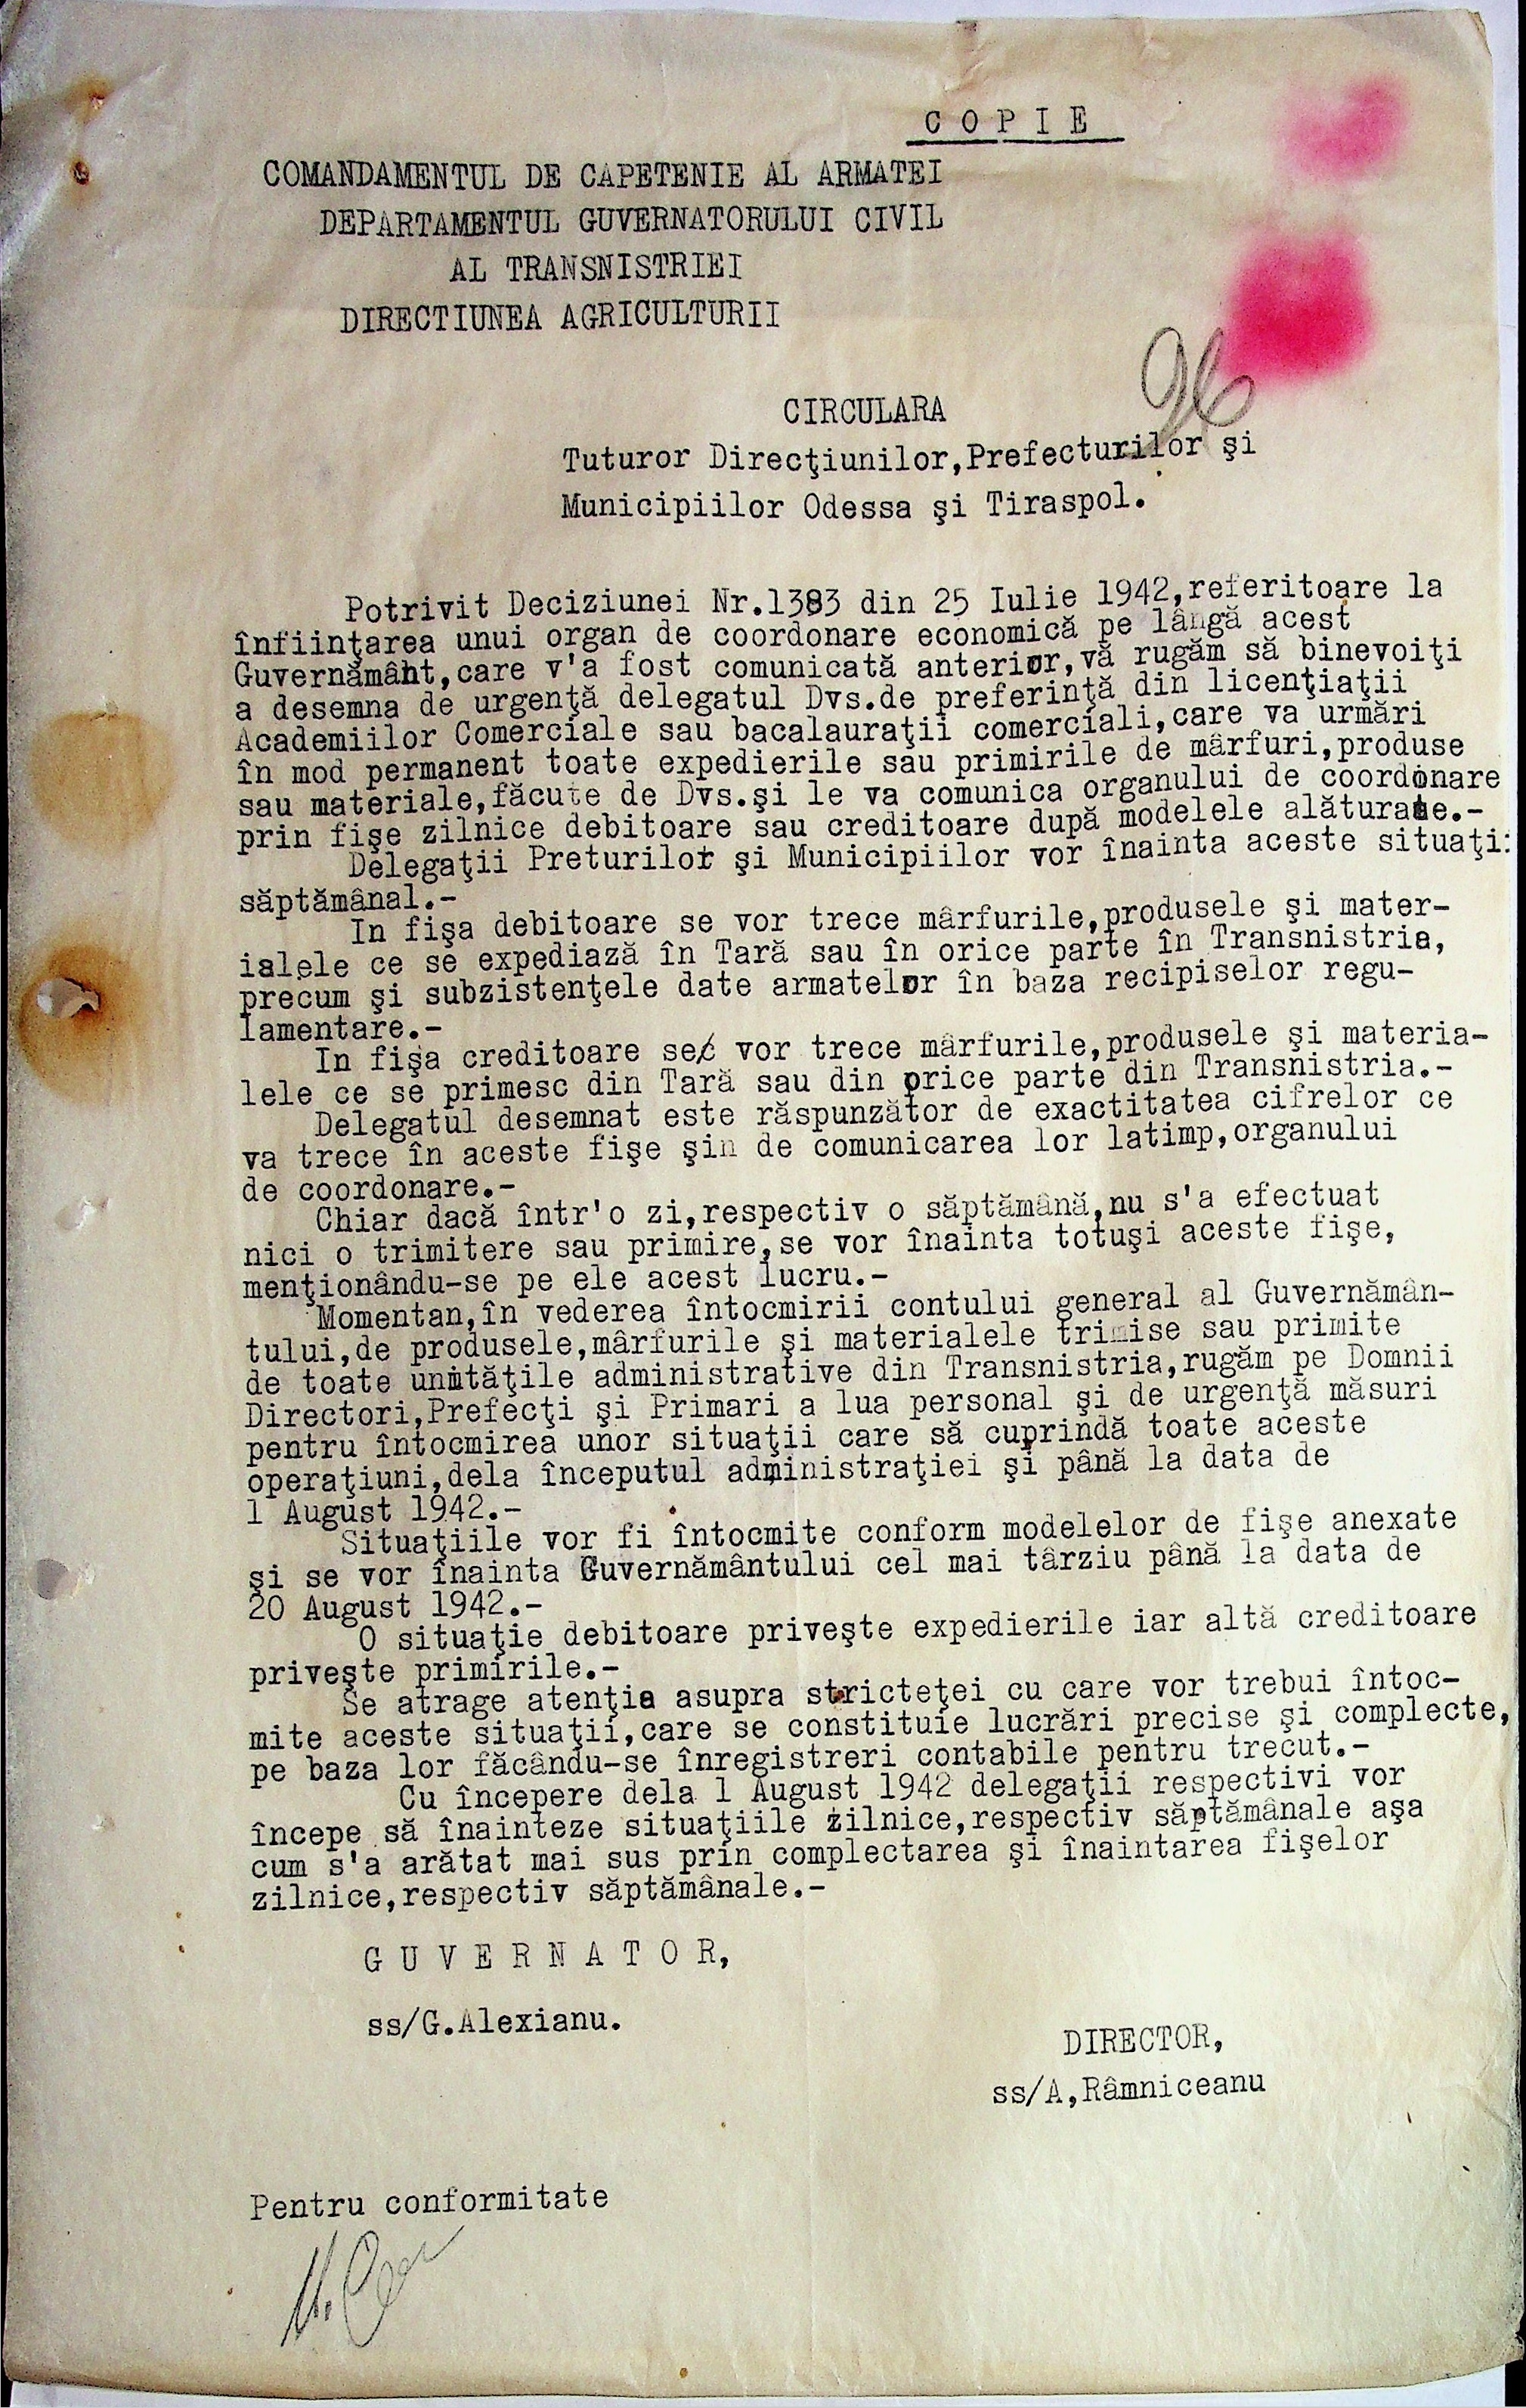 COPIE
COMANDAMENTUL DE CAPETENIE AL ARMATEI
DEPARTAMENTUL GUVERNATORULUI CIVIL
AL TRANSNISTRIEI
DIRECTIUNEA AGRICULTURII
96
CIRCULARA
Tuturor Direcţiunilor,Prefecturilor şi
Municipiilor Odessa şi Tiraspol.
Potrivit Deciziunei Nr.1383 din 25 Iulie 1942,referitoare la
înfiinţarea unui organ de coordonare economică pe lângă acest
Guvernământ,care v'a fost comunicată anterior,vă rugăm să binevoiţi
a desemna de urgenţă delegatul Dvs.de preferinţă din licenţiaţii
Academiilor Comerciale sau bacalauraţii comerciali,care va urmări
în mod permanent toate expedierile sau primirile de mărfuri,produse
sau materiale,făcute de Dvs.şi le va comunica organului de coordonare
prin fişe zilnice debitoare sau creditoare după modelele alăturate.-
Delegaţii Preturilor şi Municipiilor vor înainta aceste situaţii
săptămânal.-
In fişa debitoare se vor trece mărfurile,produsele şi mater-
ialele ce se expediază în Tară sau în orice parte în Transnistria,
precum şi subzistenţele date armatelor în baza recipiselor regu-
lamentare.-
In fişa creditoare se vor trece mărfurile,produsele şi materia-
lele ce se primesc din Tară sau din orice parte din Transnistria.-
Delegatul desemnat este răspunzător de exactitatea cifrelor ce
va trece în aceste fişe şin de comunicarea lor latimp,organului
de coordonare.-
Chiar dacă într'o zi,respectiv o săptămână,nu s'a efectuat
nici o trimitere sau primire,se vor înainta totuşi aceste fişe,
menţionându-se pe ele acest lucru.-
Momentan,în vederea întocmirii contului general al Guvernămân-
tului,de produsele,mârfurile şi materialele trimise sau primite
de toate unităţile administrative din Transnistria,rugăm pe Domnii
Directori,Prefecţi şi Primari a lua personal şi de urgenţă măsuri
pentru întocmirea unor situaţii care să cuprindă toate aceste
operaţiuni,dela începutul administraţiei şi până la data de
1 August 1942.-
Situaţiile vor fi întocmite conform modelelor de fişe anexate
şi se vor înainta Guvernământului cel mai târziu până la data de
20 August 1942.-
O situaţie debitoare priveşte expedierile iar altă creditoare
priveşte primirile.-
Se atrage atenţia asupra stricteţei cu care vor trebui întoc-
mite aceste situaţii,care se constituie lucrări precise şi complecte,
pe baza lor făcându-se înregistreri contabile pentru trecut.-
Cu începere dela 1 August 1942 delegaţii respectivi vor
începe să înainteze situaţiile zilnice,respectiv săptămânale aşa
cum s'a arătat mai sus prin complectarea şi înaintarea fişelor
zilnice,respectiv săptămânale.-
GUVERNATOR,
ss/G.Alexianu.
DIRECTOR,
ss/A,Râmniceanu
Pentru conformitate